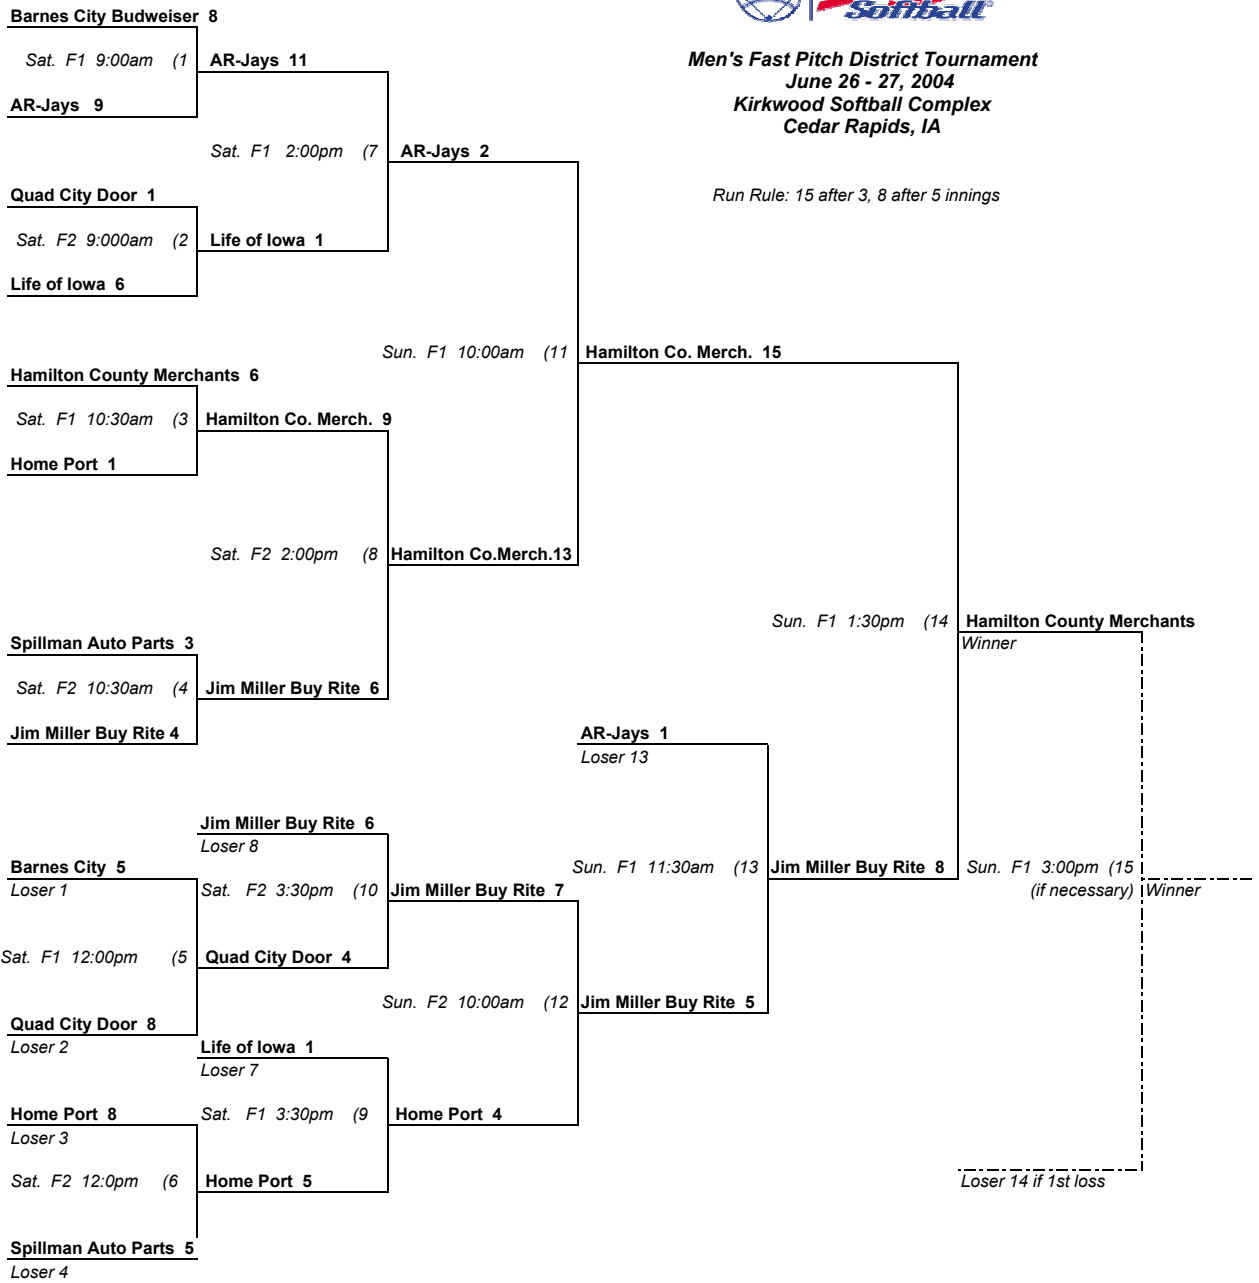 Barnes City Budweiser 8
Softball
Sat. F1 9:00am (1
AR-Jays 11
AR-Jays 9
Men's Fast Pitch District Tournament
June 26 - 27, 2004
Kirkwood Softball Complex
Cedar Rapids, IA
Sat. F1 2:00pm (7
AR-Jays 2
Quad City Door 1
Run Rule: 15 after 3, 8 after 5 innings
Sat. F2 9:000am (2
Life of Iowa 1
Life of Iowa 6
Sun. F1 10:00am (11
Hamilton Co. Merch. 15
Hamilton County Merchants 6
Sat. F1 10:30am (3
Hamilton Co. Merch. 9
Home Port 1
Sat. F2 2:00pm (8
Hamilton Co.Merch.13
Sun. F1 1:30pm (14
Hamilton County Merchants
Winner
Spillman Auto Parts 3
Sat. F2 10:30am (4
Jim Miller Buy Rite 6
Jim Miller Buy Rite 4
AR-Jays 1
Loser 13
Jim Miller Buy Rite 6
Loser 8
Barnes City 5
Loser 1
Sat. F2 3:30pm (10
Jim Miller Buy Rite 7
Sun. F1 11:30am (13
Jim Miller Buy Rite 8
Sun. F1 3:00pm (15
(if necessary)
Winner
Sat. F1 12:00pm (5
Quad City Door 4
Sun. F2 10:00am (12
Jim Miller Buy Rite 5
Quad City Door 8
Loser 2
Life of Iowa 1
Loser 7
Home Port 8
Loser 3
Sat. F1 3:30pm (9
Home Port 4
Sat. F2 12:0pm (6
Home Port 5
Loser 14 if 1st loss
Spillman Auto Parts 5
Loser 4